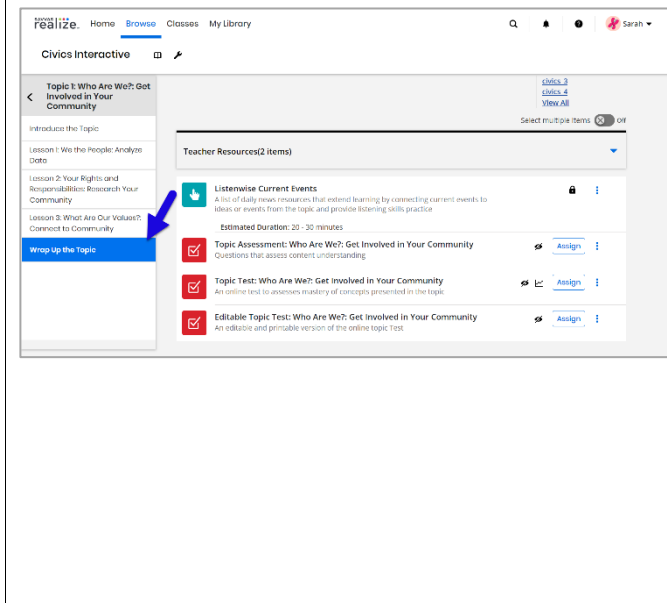 SAVVAS
realize.
Home Browse Classes My Library
Sarah
Civics Interactive
Topic 1: Who Are We?: Get
Involved in Your
Community
Introduce the Topic
Lesson 1: We the People: Analyze
Data
Lesson 2: Your Rights and
Responsibilities: Research Your
Community
Lesson 3: What Are Our Values?:
Connect to Community
Wrap Up the Topic
civics 3
civics 4
View All
Select multiple items Off
Teacher Resources(2 items)
Listenwise Current Events
A list of daily news resources that extend learning by connecting current events to
ideas or events from the topic and provide listening skills practice
Estimated Duration: 20 - 30 minutes
Topic Assessment: Who Are We?: Get Involved in Your Community
Questions that assess content understanding
Assign
Topic Test: Who Are We?: Get Involved in Your Community
An online test to assesses mastery of concepts presented in the topic
Assign
Editable Topic Test: Who Are We?: Get Involved in Your Community
An editable and printable version of the online topic Test
Assign